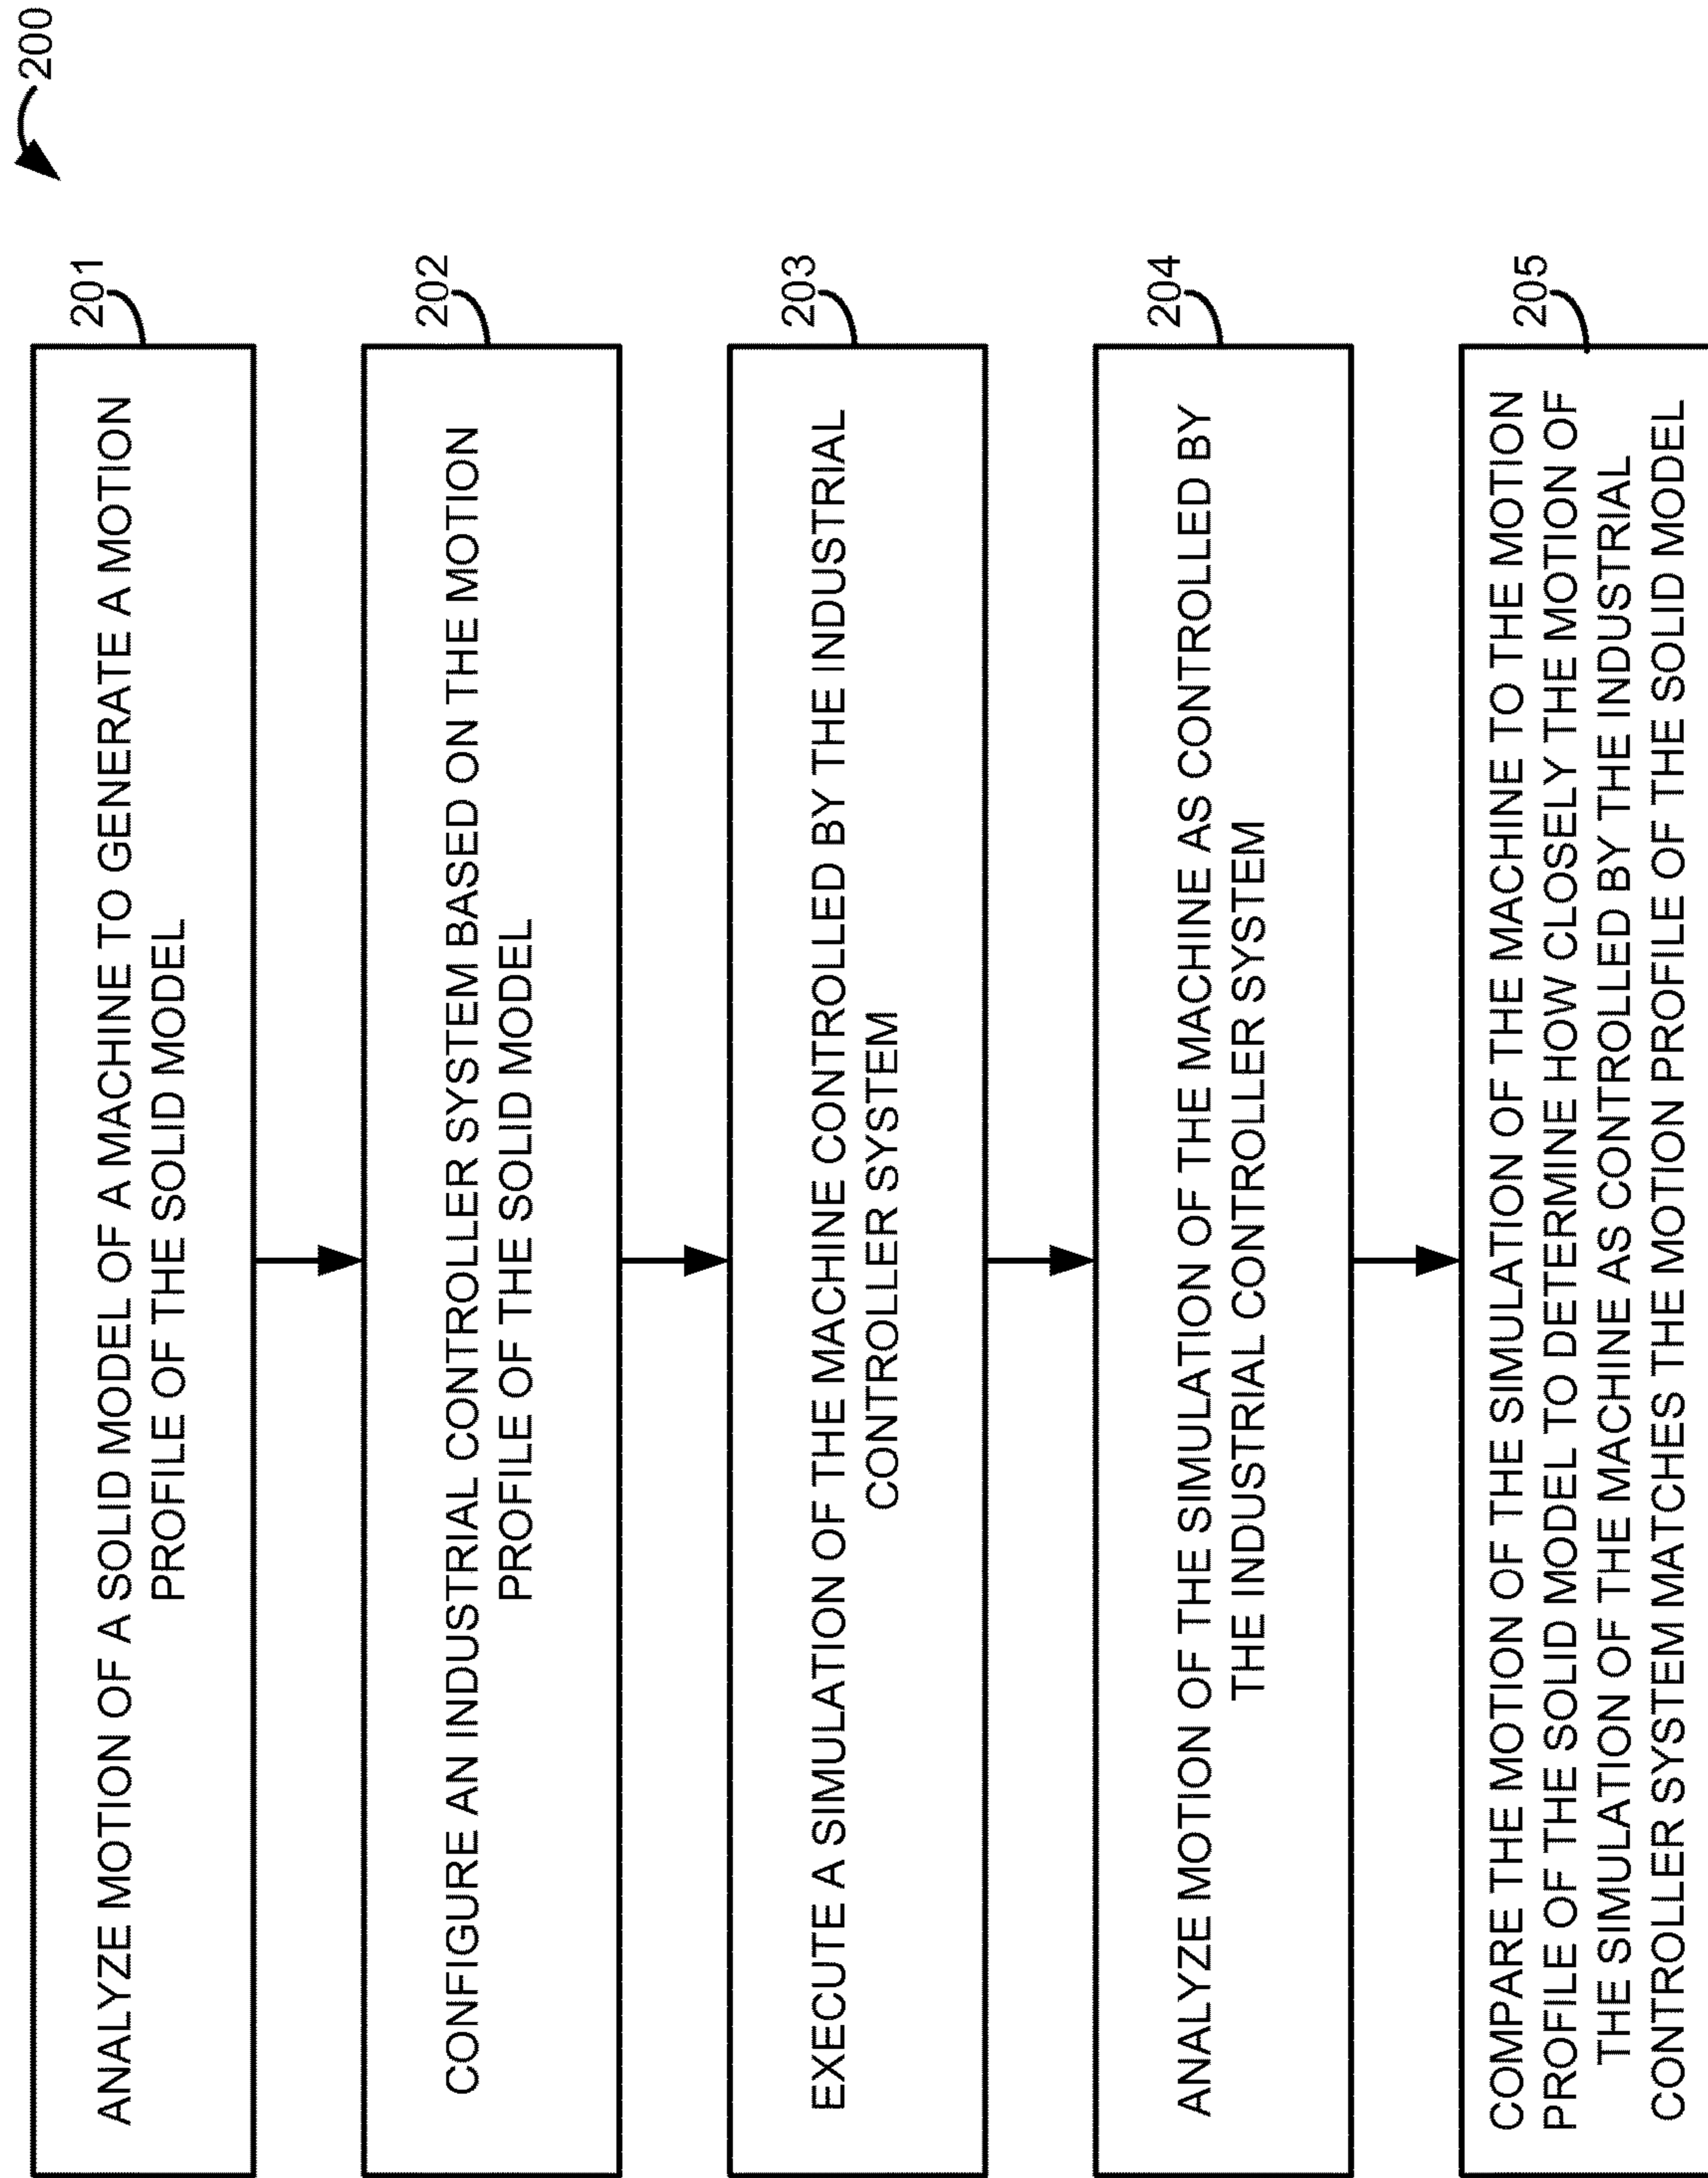 200
201
ANALYZE MOTION OF A SOLID MODEL OF A MACHINE TO GENERATE A MOTION
PROFILE OF THE SOLID MODEL
202
CONFIGURE AN INDUSTRIAL CONTROLLER SYSTEM BASED ON THE MOTION
PROFILE OF THE SOLID MODEL
203
EXECUTE A SIMULATION OF THE MACHINE CONTROLLED BY THE INDUSTRIAL
CONTROLLER SYSTEM
204
ANALYZE MOTION OF THE SIMULATION OF THE MACHINE AS CONTROLLED BY
THE INDUSTRIAL CONTROLLER SYSTEM
205
COMPARE THE MOTION OF THE SIMULATION OF THE MACHINE TO THE MOTION
PROFILE OF THE SOLID MODEL TO DETERMINE HOW CLOSELY THE MOTION OF
THE SIMULATION OF THE MACHINE AS CONTROLLED BY THE INDUSTRIAL
CONTROLLER SYSTEM MATCHES THE MOTION PROFILE OF THE SOLID MODEL